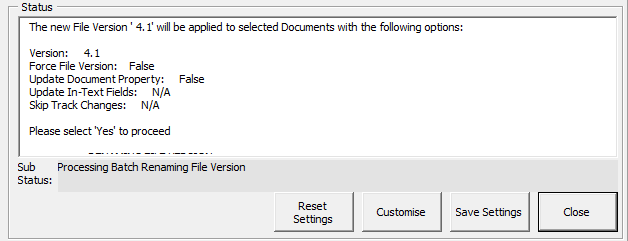 Status
The new File Version ' 4.1' will be applied to selected Documents with the following options:
Version: 4.1
Force File Version: False
Update Document Property: False
Update In-Text Fields: N/A
Skip Track Changes: N/A
Please select 'Yes' to proceed
Sub Status: Processing Batch Renaming File Version
Reset Settings
Customise
Save Settings
Close